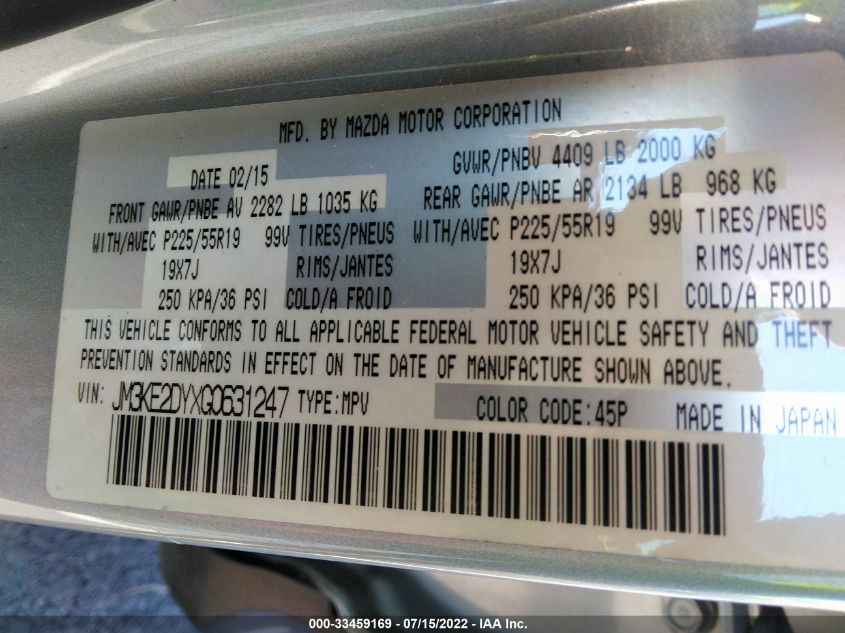 MFD. BY MAZDA MOTOR CORPORATION
DATE 02/15
GVWR/PNBV 4409 LB 2000 KG
FRONT GAWR/PNBE AV 2282 LB 1035 KG
REAR GAWR/PNBE AR 2134 LB 968 KG
WITH/AVEC P225/55R19 99V TIRES/PNEUS
WITH/AVEC P225/55R19 99V TIRES/PNEUS
19X7J RIMS/JANTES
19X7J RIMS/JANTES
250 KPA/36 PSI COLD/A FROID
250 KPA/36 PSI COLD/A FROID
THIS VEHICLE CONFORMS TO ALL APPLICABLE FEDERAL MOTOR VEHICLE SAFETY AND THEFT
PREVENTION STANDARDS IN EFFECT ON THE DATE OF MANUFACTURE SHOWN ABOVE.
VIN: JM3KE2DYXG0631247 TYPE:MPV
COLOR CODE:45P MADE IN JAPAN
000-33459169 - 07/15/2022 - IAA Inc.